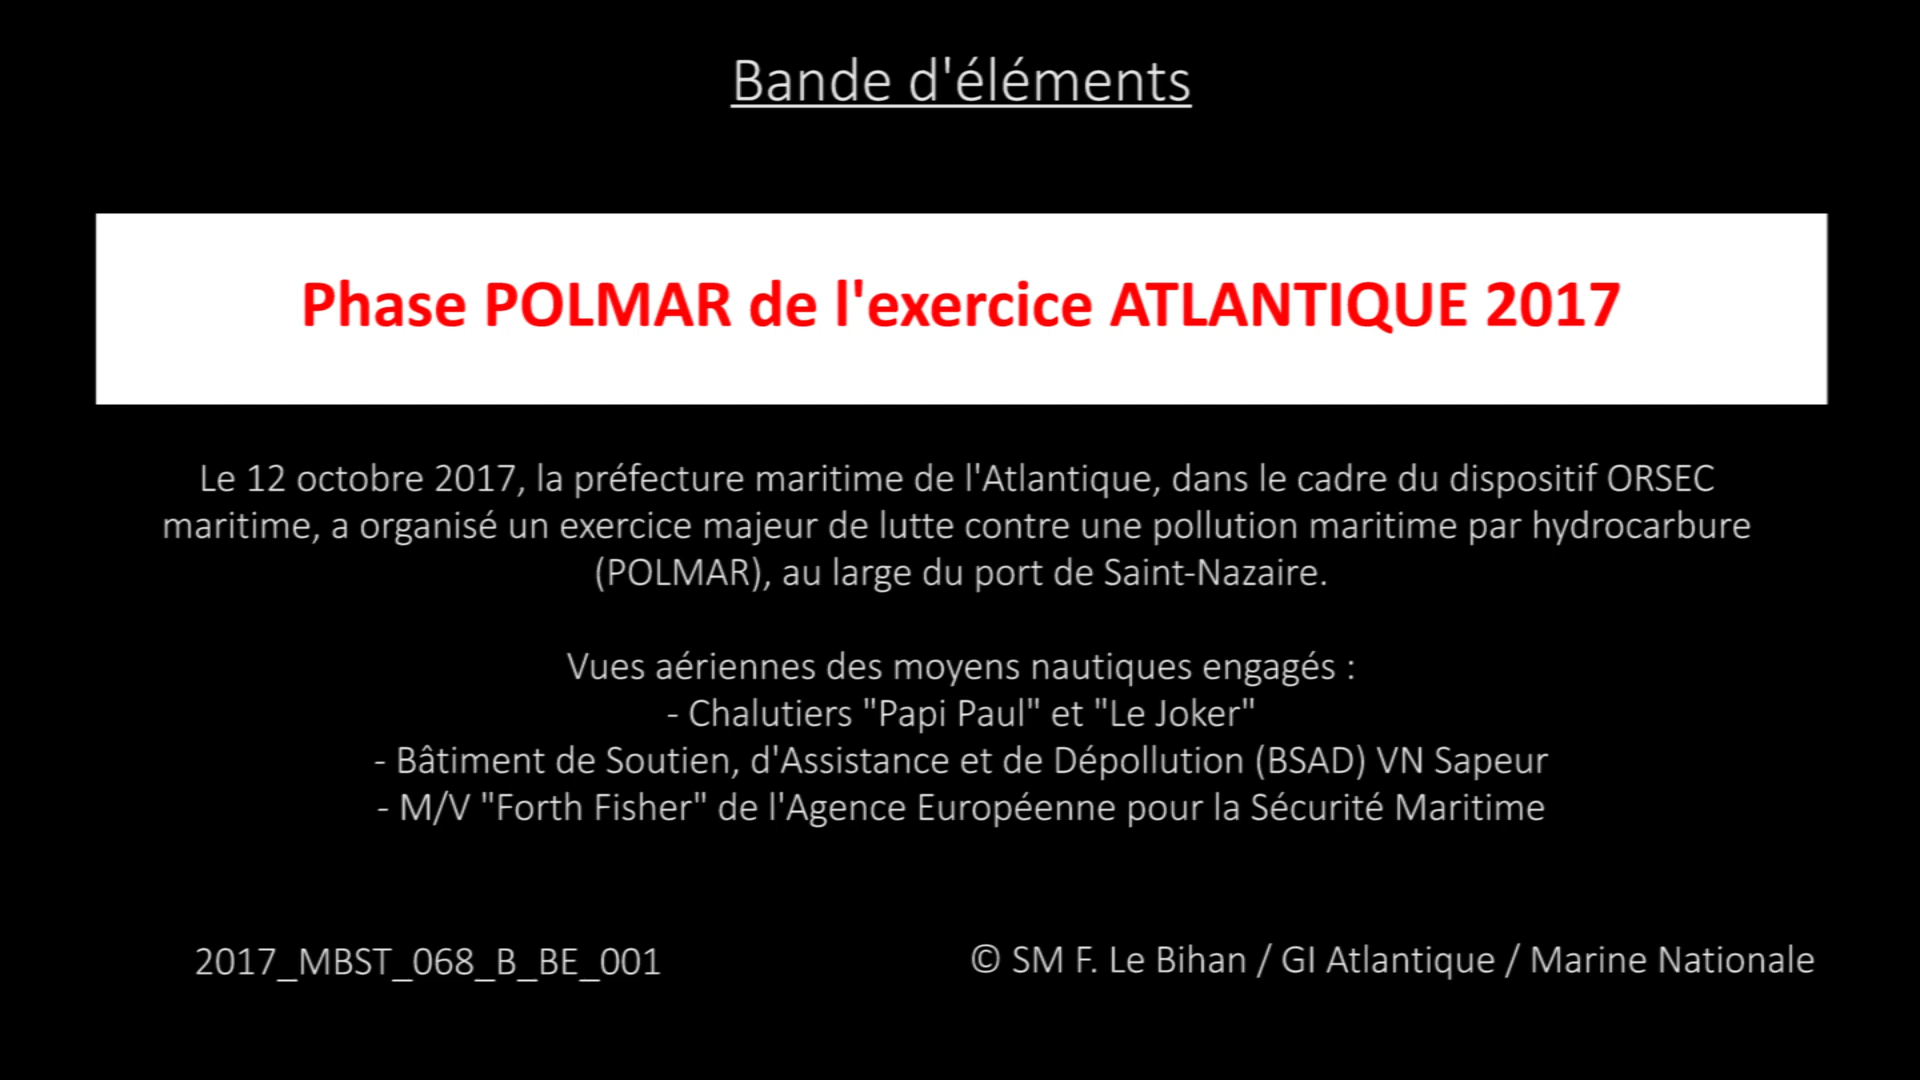 Bande d'éléments
Phase POLMAR de l'exercice ATLANTIQUE 2017
Le 12 octobre 2017, la préfecture maritime de l'Atlantique, dans le cadre du dispositif ORSEC
maritime, a organisé un exercice majeur de lutte contre une pollution maritime par hydrocarbure
(POLMAR), au large du port de Saint-Nazaire.
Vues aériennes des moyens nautiques engagés :
- Chalutiers "Papi Paul" et "Le Joker"
- Bâtiment de Soutien, d'Assistance et de Dépollution (BSAD) VN Sapeur
- M/V "Forth Fisher" de l'Agence Européenne pour la Sécurité Maritime
2017_MBST_068_B_BE_001
© SM F. Le Bihan / GI Atlantique / Marine Nationale